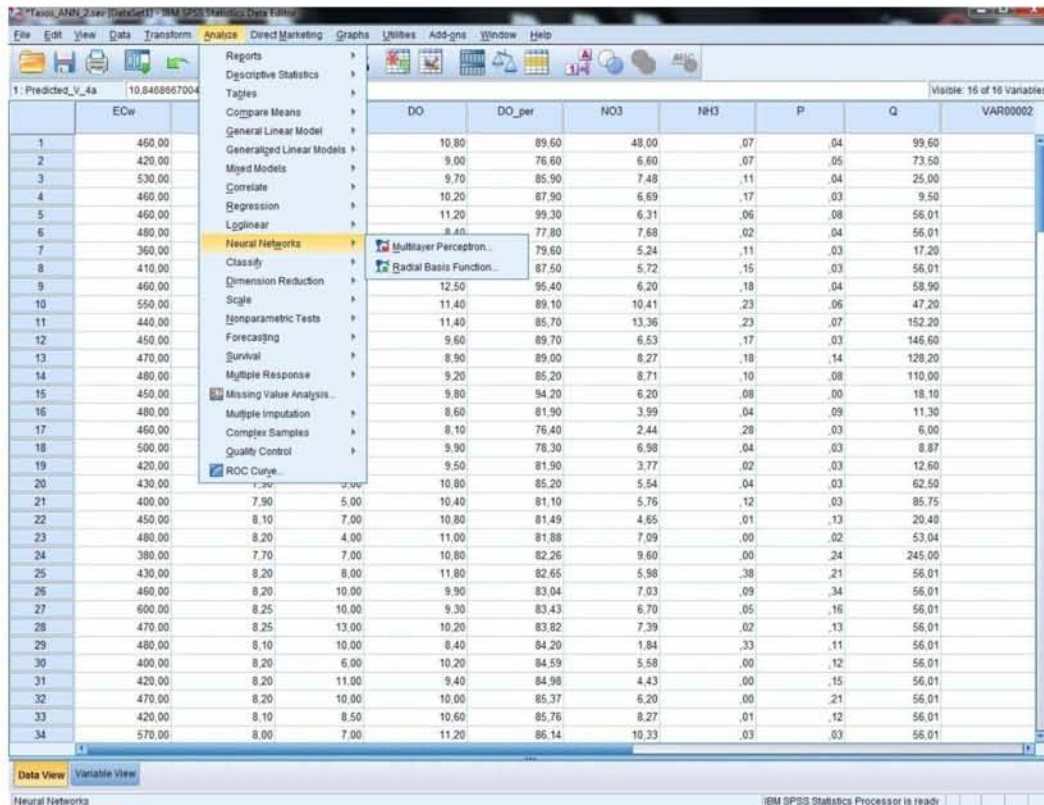 *Tasos_ANN_2.sav [DataSet1] - IBM SPSS Statistics Data Editor
File Edit View Data Transform Analyze Direct Marketing Graphs Utilities Add-ons Window Help
1 : Predicted_V_4a 10,8468667004 Visible: 16 of 16 Variables
Reports
Descriptive Statistics
Tables
Compare Means
General Linear Model
Generalized Linear Models
Mixed Models
Correlate
Regression
Loglinear
Neural Networks
Classify
Dimension Reduction
Scale
Nonparametric Tests
Forecasting
Survival
Multiple Response
Missing Value Analysis...
Multiple Imputation
Complex Samples
Quality Control
ROC Curve...
Multilayer Perceptron...
Radial Basis Function...
ECw DO DO_per NO3 NH3 P Q VAR00002
1 460,00 10,80 89,60 48,00 ,07 ,04 99,60
2 420,00 9,00 76,60 6,60 ,07 ,05 73,50
3 530,00 9,70 85,90 7,48 ,11 ,04 25,00
4 460,00 10,20 87,90 6,69 ,17 ,03 9,50
5 460,00 11,20 99,30 6,31 ,06 ,08 56,01
6 480,00 8,40 77,80 7,68 ,02 ,04 56,01
7 360,00 79,60 5,24 ,11 ,03 17,20
8 410,00 87,50 5,72 ,15 ,03 56,01
9 460,00 12,50 95,40 6,20 ,18 ,04 58,90
10 550,00 11,40 89,10 10,41 ,23 ,06 47,20
11 440,00 11,40 85,70 13,36 ,23 ,07 152,20
12 450,00 9,60 89,70 6,53 ,17 ,03 146,60
13 470,00 8,90 89,00 8,27 ,18 ,14 128,20
14 480,00 9,20 85,20 8,71 ,10 ,08 110,00
15 450,00 9,80 94,20 6,20 ,08 ,00 18,10
16 480,00 8,60 81,90 3,99 ,04 ,09 11,30
17 460,00 8,10 76,40 2,44 ,28 ,03 6,00
18 500,00 9,90 78,30 6,98 ,04 ,03 8,87
19 420,00 9,50 81,90 3,77 ,02 ,03 12,60
20 430,00 7,90 5,00 10,80 85,20 5,54 ,04 ,03 62,50
21 400,00 7,90 5,00 10,40 81,10 5,76 ,12 ,03 85,75
22 450,00 8,10 7,00 10,80 81,49 4,65 ,01 ,13 20,40
23 480,00 8,20 4,00 11,00 81,88 7,09 ,00 ,02 53,04
24 380,00 7,70 7,00 10,80 82,26 9,60 ,00 ,24 245,00
25 430,00 8,20 8,00 11,80 82,65 5,98 ,38 ,21 56,01
26 460,00 8,20 10,00 9,90 83,04 7,03 ,09 ,34 56,01
27 600,00 8,25 10,00 9,30 83,43 6,70 ,05 ,16 56,01
28 470,00 8,25 13,00 10,20 83,82 7,39 ,02 ,13 56,01
29 480,00 8,10 10,00 8,40 84,20 1,84 ,33 ,11 56,01
30 400,00 8,20 6,00 10,20 84,59 5,58 ,00 ,12 56,01
31 420,00 8,20 11,00 9,40 84,98 4,43 ,00 ,15 56,01
32 470,00 8,20 10,00 10,00 85,37 6,20 ,00 ,21 56,01
33 420,00 8,10 8,50 10,60 85,76 8,27 ,01 ,12 56,01
34 570,00 8,00 7,00 11,20 86,14 10,33 ,03 ,03 56,01
Data View Variable View
Neural Networks IBM SPSS Statistics Processor is ready